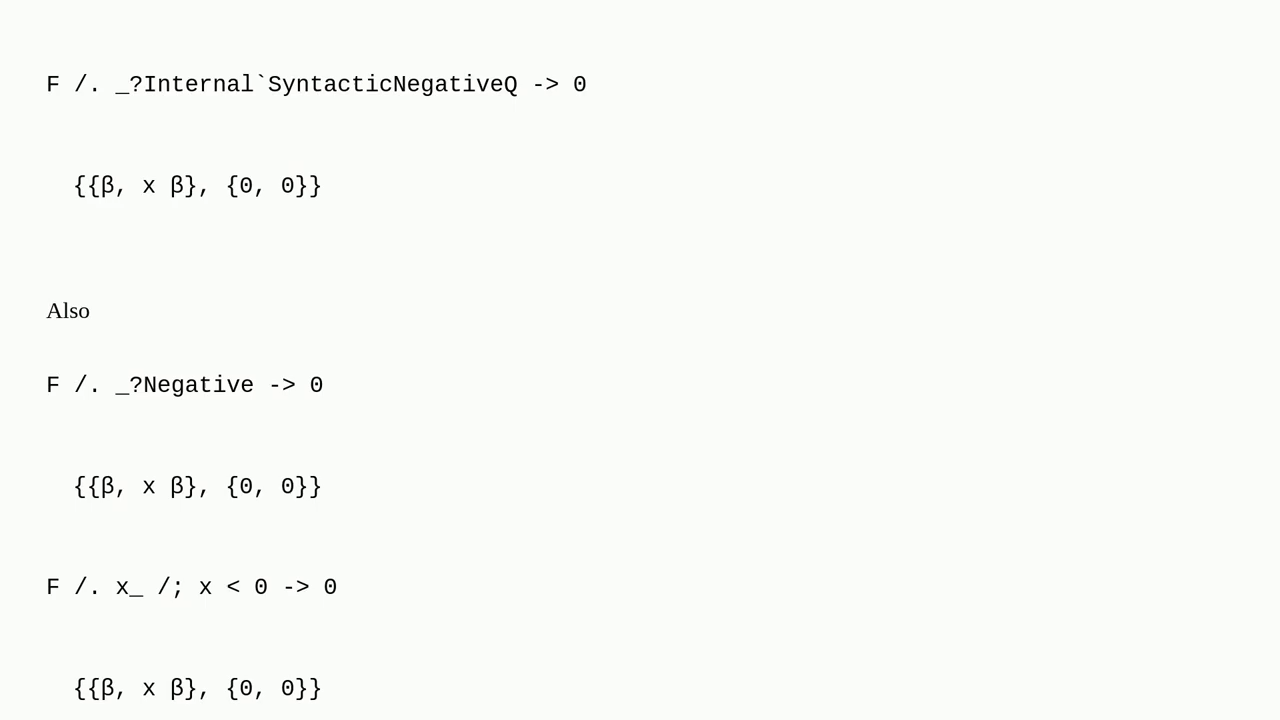 F /. _?Internal`SyntacticNegativeQ -> 0
{{β, x β}, {0, 0}}
Also
F /. _?Negative -> 0
{{β, x β}, {0, 0}}
F /. x_ /; x < 0 -> 0
{{β, x β}, {0, 0}}